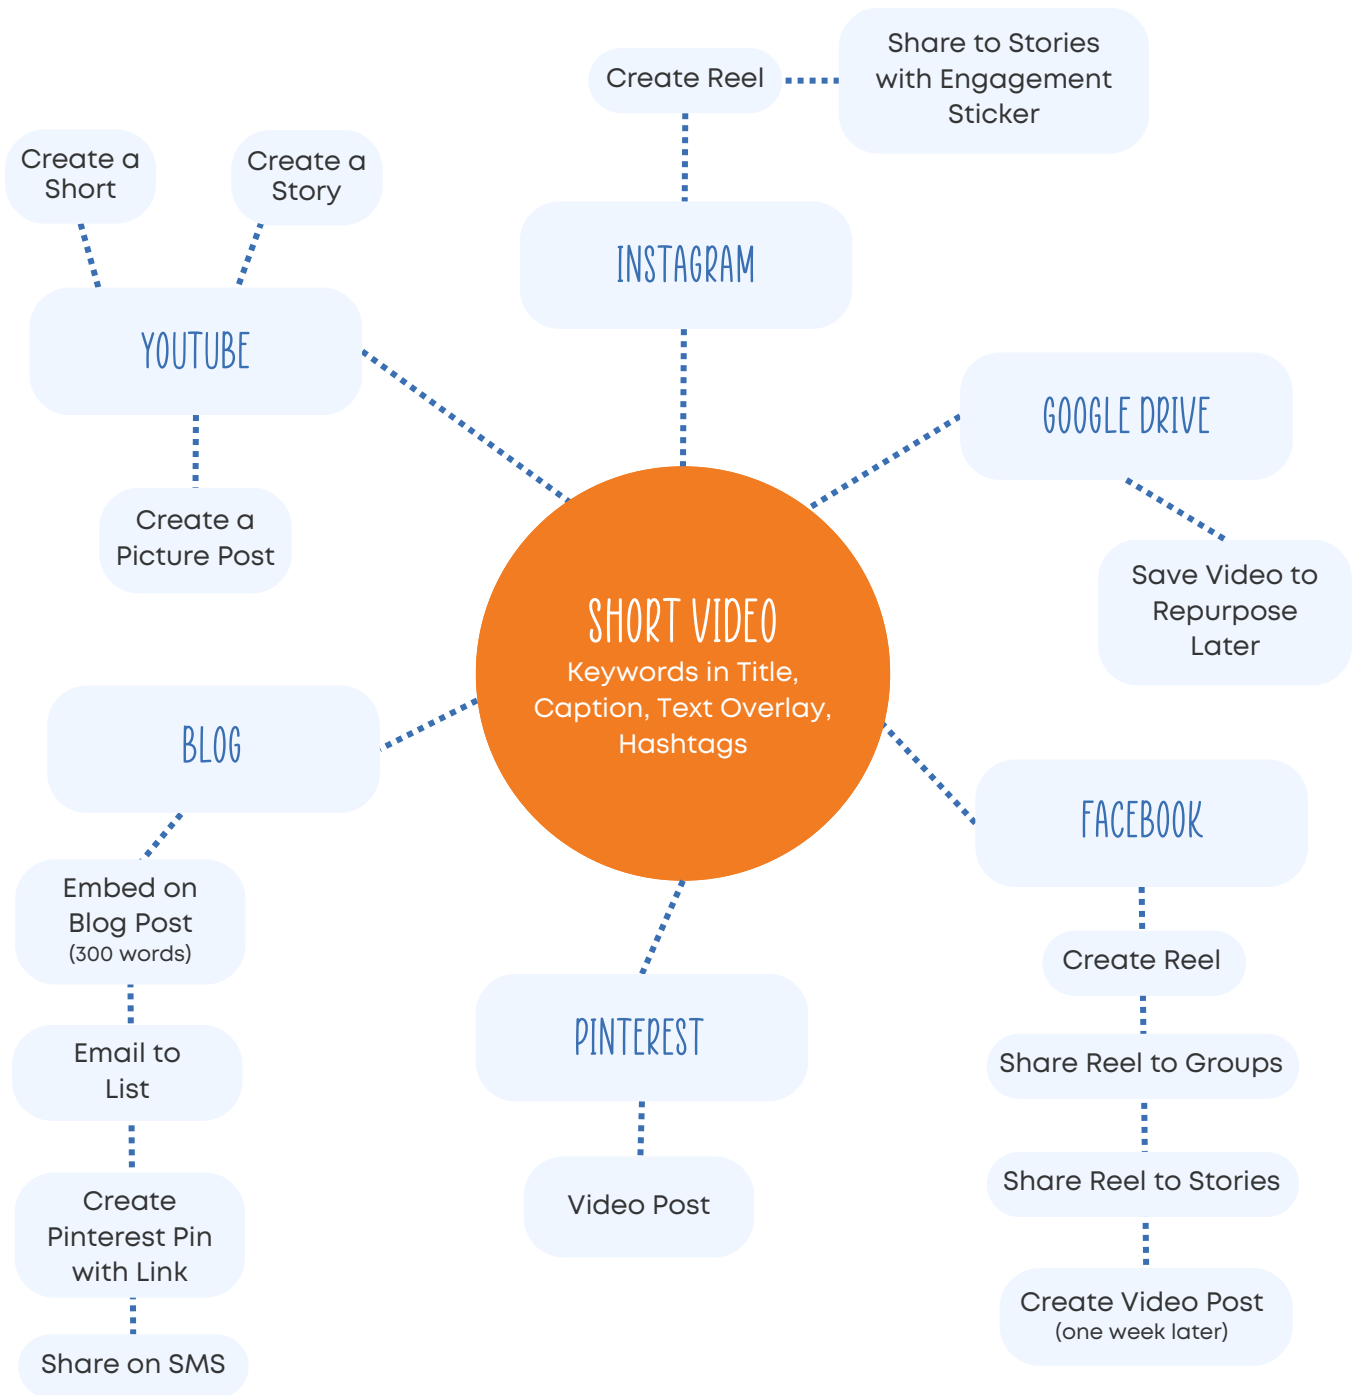 Create Reel
Share to Stories
with Engagement
Sticker
Create a
Short
Create a
Story
INSTAGRAM
YOUTUBE
GOOGLE DRIVE
Create a
Picture Post
Save Video to
Repurpose
Later
SHORT VIDEO
Keywords in Title,
Caption, Text Overlay,
Hashtags
BLOG
FACEBOOK
Embed on
Blog Post
(300 words)
Email to
List
Create
Pinterest Pin
with Link
Share on SMS
PINTEREST
Video Post
Create Reel
Share Reel to Groups
Share Reel to Stories
Create Video Post
(one week later)